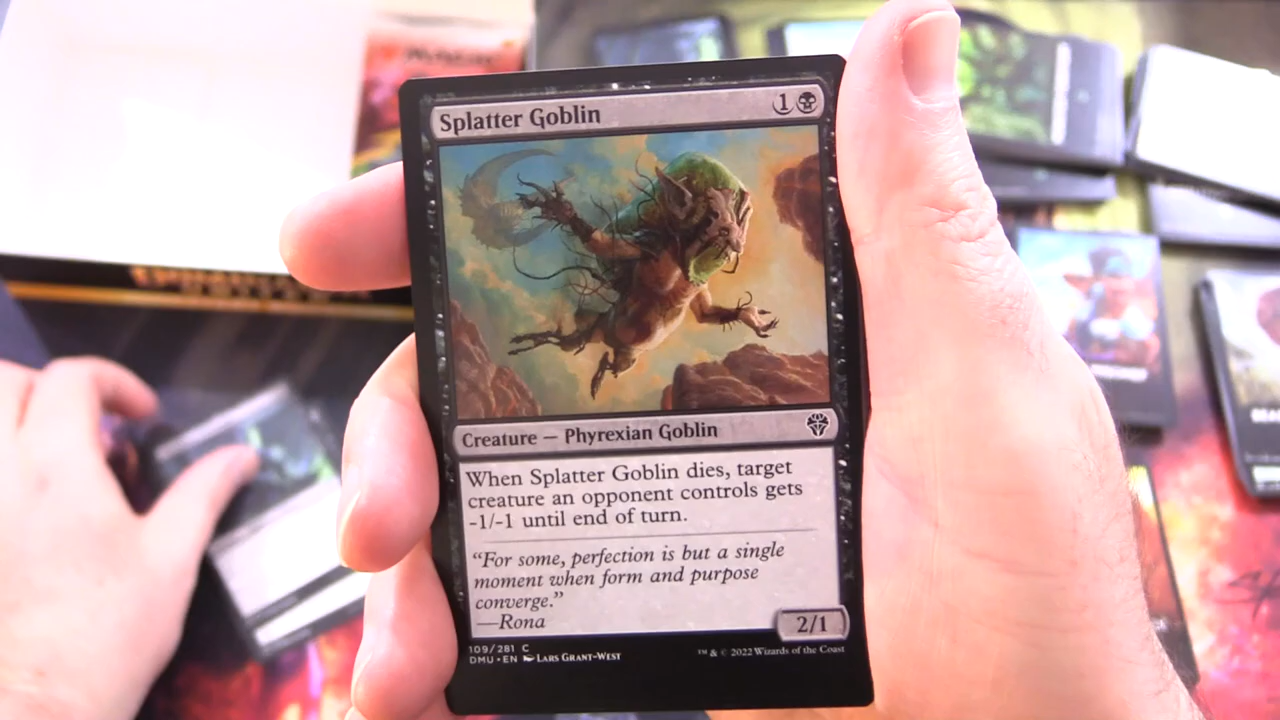 Splatter Goblin
1
Creature — Phyrexian Goblin
When Splatter Goblin dies, target
creature an opponent controls gets
-1/-1 until end of turn.
“For some, perfection is but a single
moment when form and purpose
converge.”
—Rona
2/1
109/281 C
DMU • EN Lars Grant-West
™ & © 2022 Wizards of the Coast